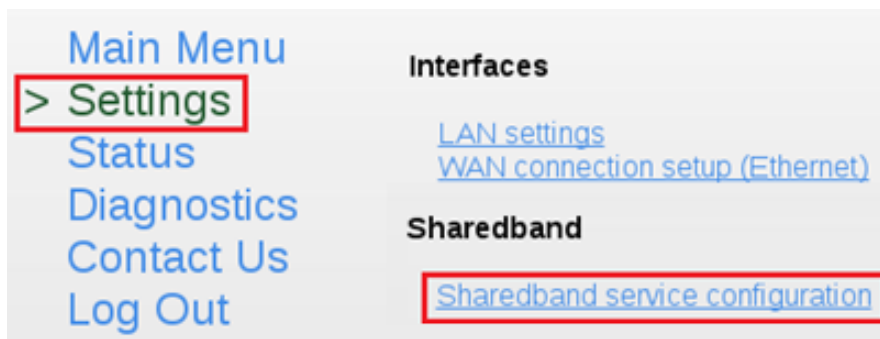 Main Menu
> Settings
Status
Diagnostics
Contact Us
Log Out
Interfaces
LAN settings
WAN connection setup (Ethernet)
Sharedband
Sharedband service configuration